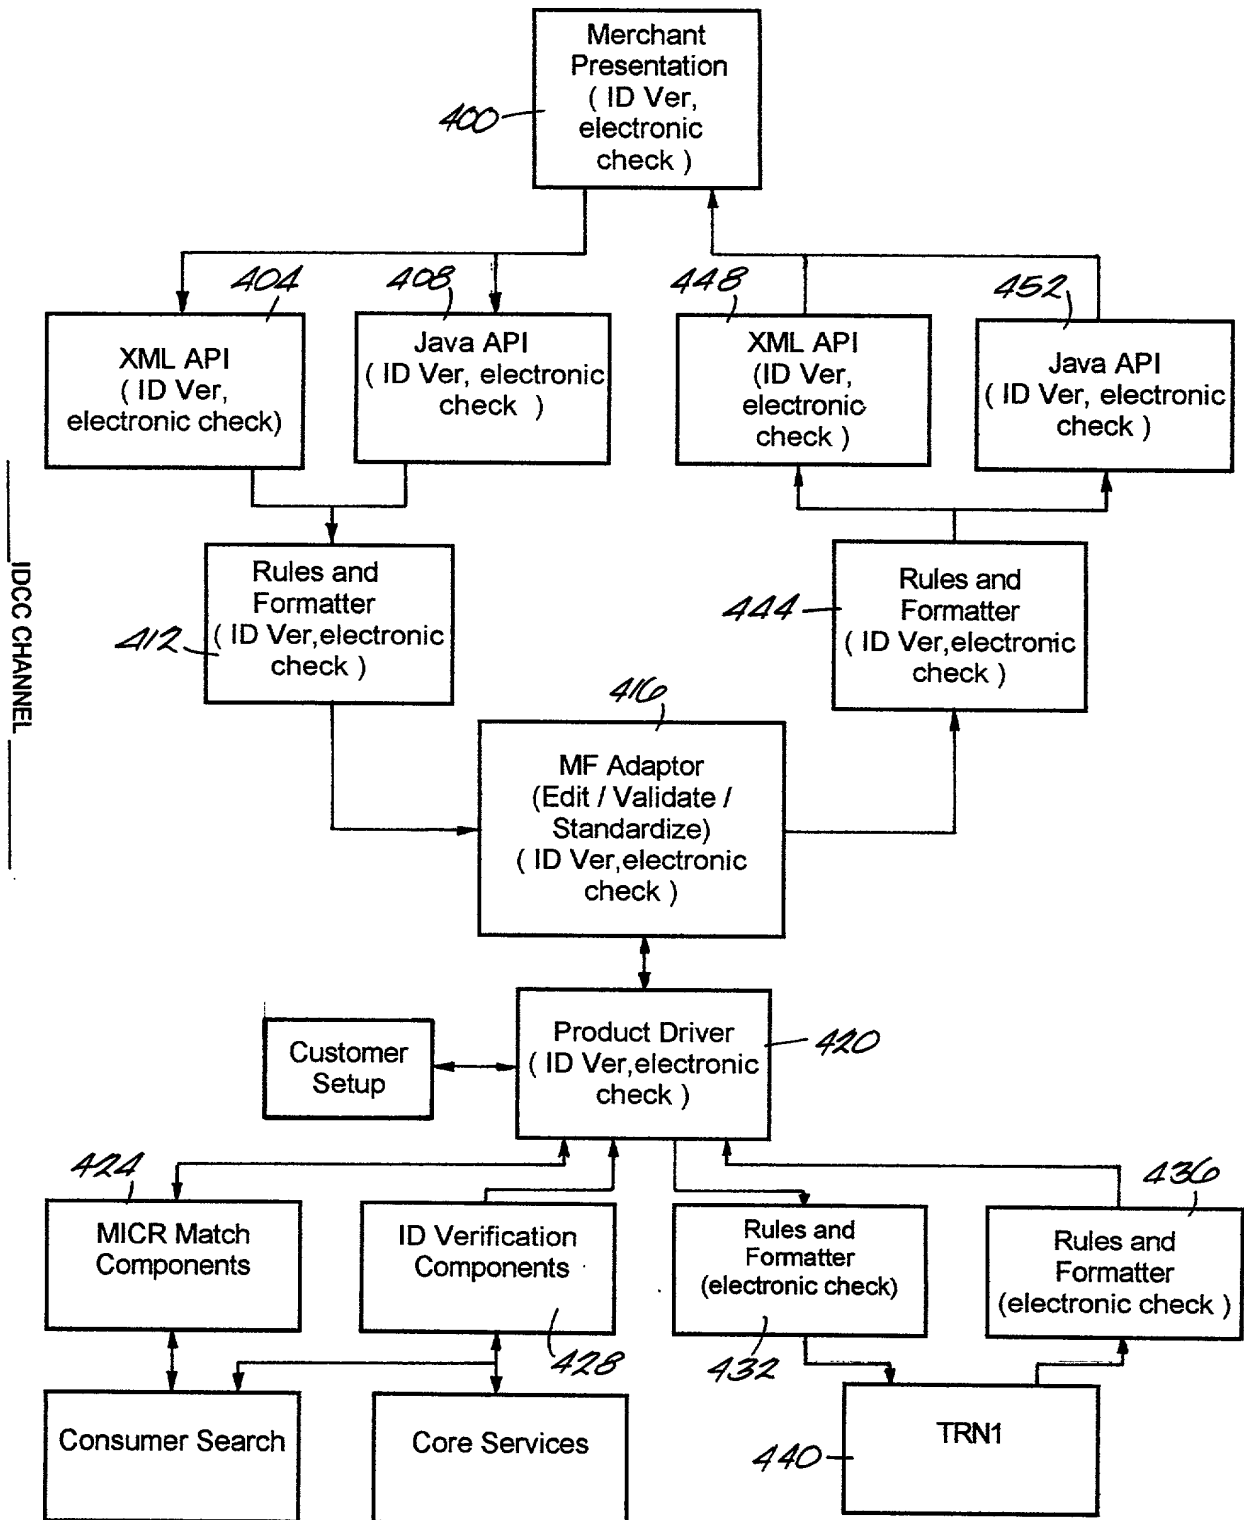 Merchant
Presentation
( ID Ver,
electronic
check )
400
404
408
448
452
XML API
( ID Ver,
electronic check)
Java API
( ID Ver, electronic
check )
XML API
(ID Ver,
electronic
check )
Java API
( ID Ver, electronic
check )
IDCC CHANNEL
Rules and
Formatter
( ID Ver,electronic
check )
412
Rules and
Formatter
( ID Ver,electronic
check )
444
416
MF Adaptor
(Edit / Validate /
Standardize)
( ID Ver,electronic
check )
Customer
Setup
Product Driver
( ID Ver,electronic
check )
420
424
MICR Match
Components
ID Verification
Components
428
Rules and
Formatter
(electronic check)
432
436
Rules and
Formatter
(electronic check )
Consumer Search
Core Services
TRN1
440